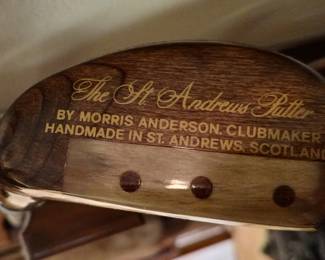 The St. Andrews Putter
BY MORRIS ANDERSON, CLUBMAKER
HANDMADE IN ST. ANDREWS, SCOTLAND